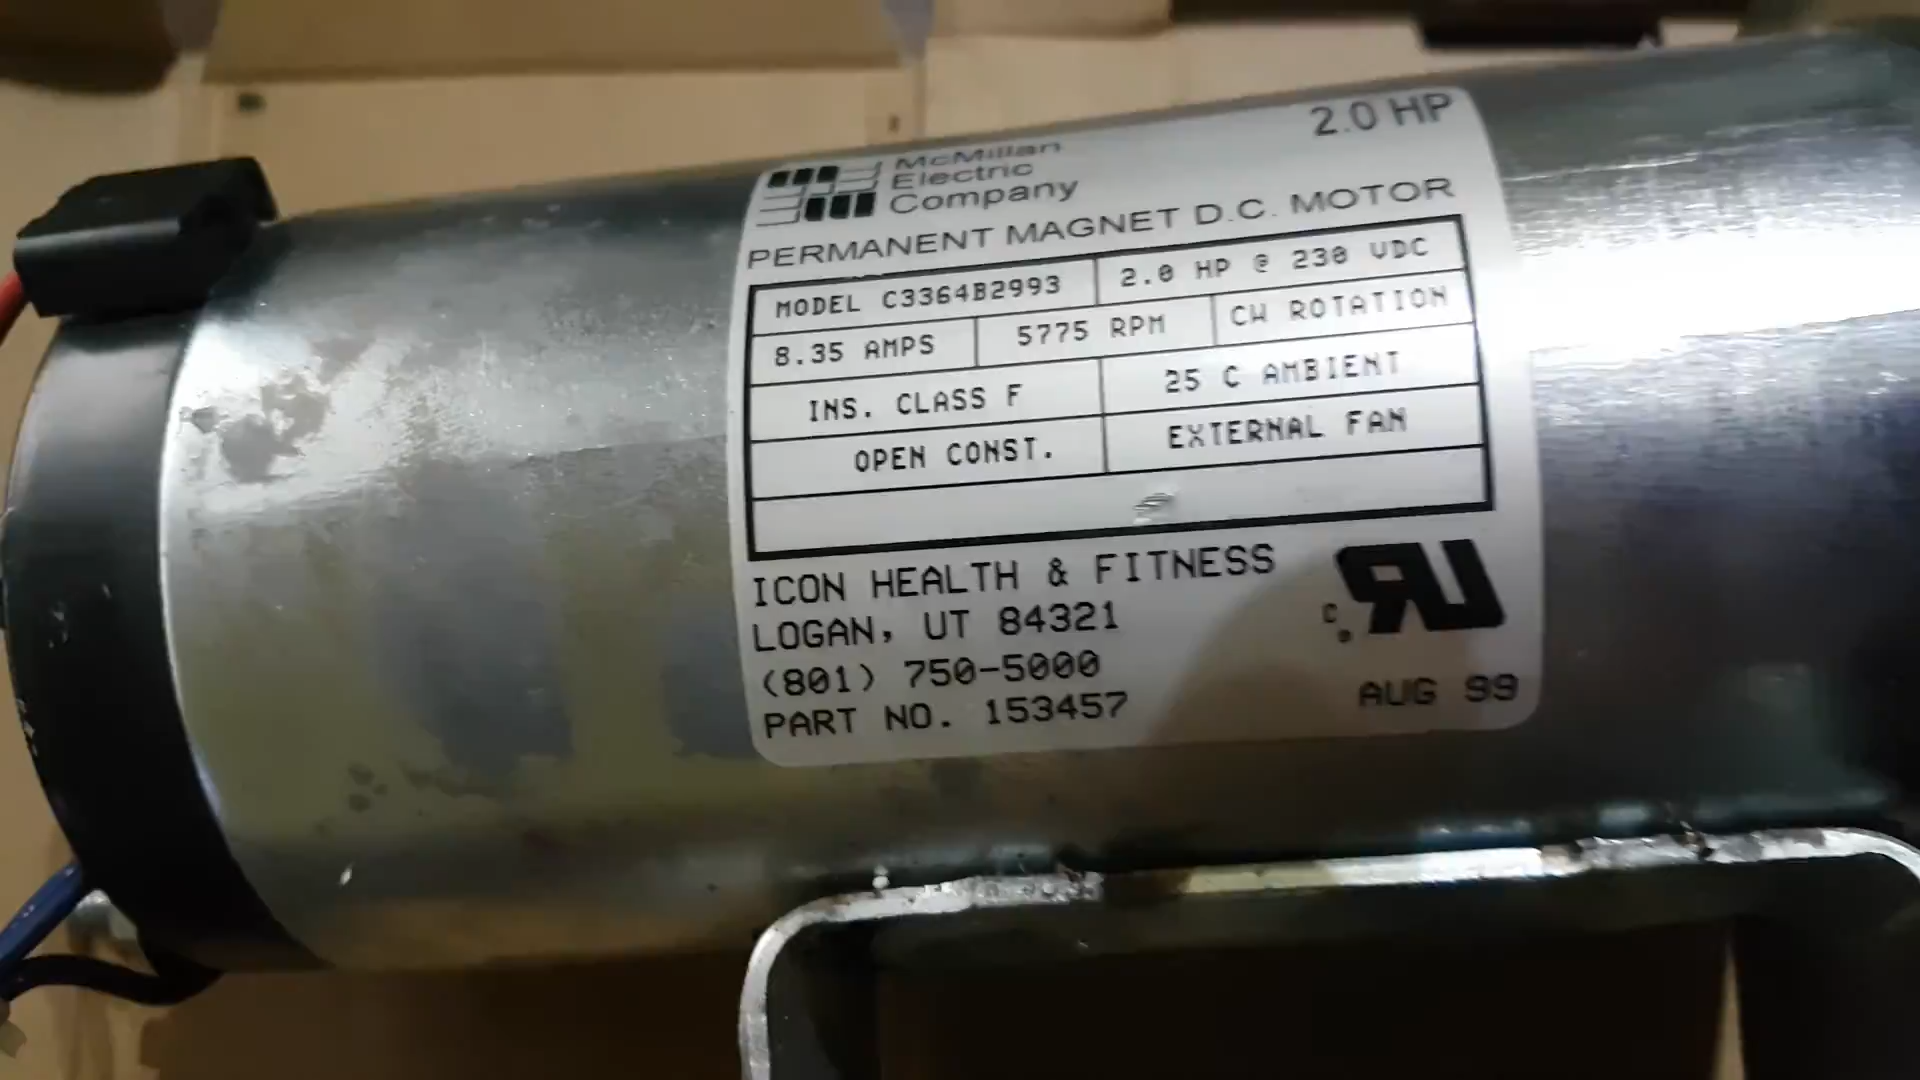 2.0 HP
McMillan
Electric
Company
PERMANENT MAGNET D.C. MOTOR
MODEL C3364B2993 2.0 HP @ 230 VDC
8.35 AMPS 5775 RPM CW ROTATION
INS. CLASS F 25 C AMBIENT
OPEN CONST. EXTERNAL FAN
ICON HEALTH & FITNESS
LOGAN, UT 84321
(801) 750-5000
PART NO. 153457
AUG 99